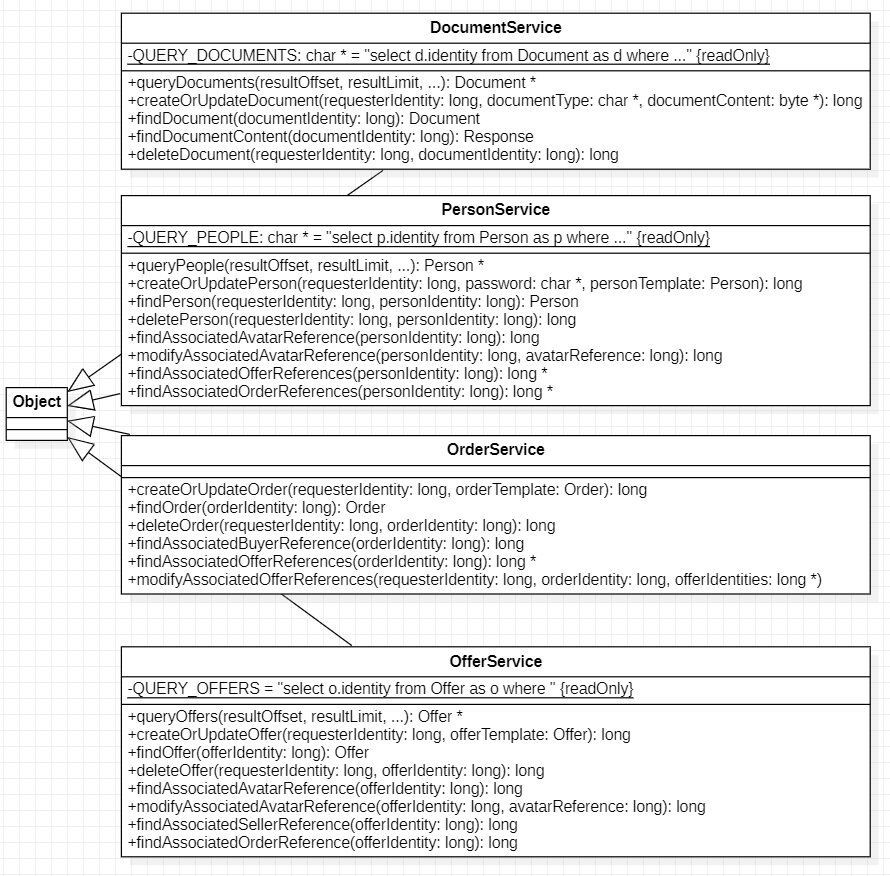 DocumentService
-QUERY_DOCUMENTS: char * = "select d.identity from Document as d where ..." {readOnly}
+queryDocuments(resultOffset, resultLimit, ...): Document *
+createOrUpdateDocument(requesterIdentity: long, documentType: char *, documentContent: byte *): long
+findDocument(documentIdentity: long): Document
+findDocumentContent(documentIdentity: long): Response
+deleteDocument(requesterIdentity: long, documentIdentity: long): long
PersonService
-QUERY_PEOPLE: char * = "select p.identity from Person as p where ..." {readOnly}
+queryPeople(resultOffset, resultLimit, ...): Person *
+createOrUpdatePerson(requesterIdentity: long, password: char *, personTemplate: Person): long
+findPerson(requesterIdentity: long, personIdentity: long): Person
+deletePerson(requesterIdentity: long, personIdentity: long): long
+findAssociatedAvatarReference(personIdentity: long): long
+modifyAssociatedAvatarReference(personIdentity: long, avatarReference: long): long
+findAssociatedOfferReferences(personIdentity: long): long *
+findAssociatedOrderReferences(personIdentity: long): long *
Object
OrderService
+createOrUpdateOrder(requesterIdentity: long, orderTemplate: Order): long
+findOrder(orderIdentity: long): Order
+deleteOrder(requesterIdentity: long, orderIdentity: long): long
+findAssociatedBuyerReference(orderIdentity: long): long
+findAssociatedOfferReferences(orderIdentity: long): long *
+modifyAssociatedOfferReferences(requesterIdentity: long, orderIdentity: long, offerIdentities: long *)
OfferService
-QUERY_OFFERS = "select o.identity from Offer as o where " {readOnly}
+queryOffers(resultOffset, resultLimit, ...): Offer *
+createOrUpdateOffer(requesterIdentity: long, offerTemplate: Offer): long
+findOffer(offerIdentity: long): Offer
+deleteOffer(requesterIdentity: long, offerIdentity: long): long
+findAssociatedAvatarReference(offerIdentity: long): long
+modifyAssociatedAvatarReference(offerIdentity: long, avatarReference: long): long
+findAssociatedSellerReference(offerIdentity: long): long
+findAssociatedOrderReference(offerIdentity: long): long